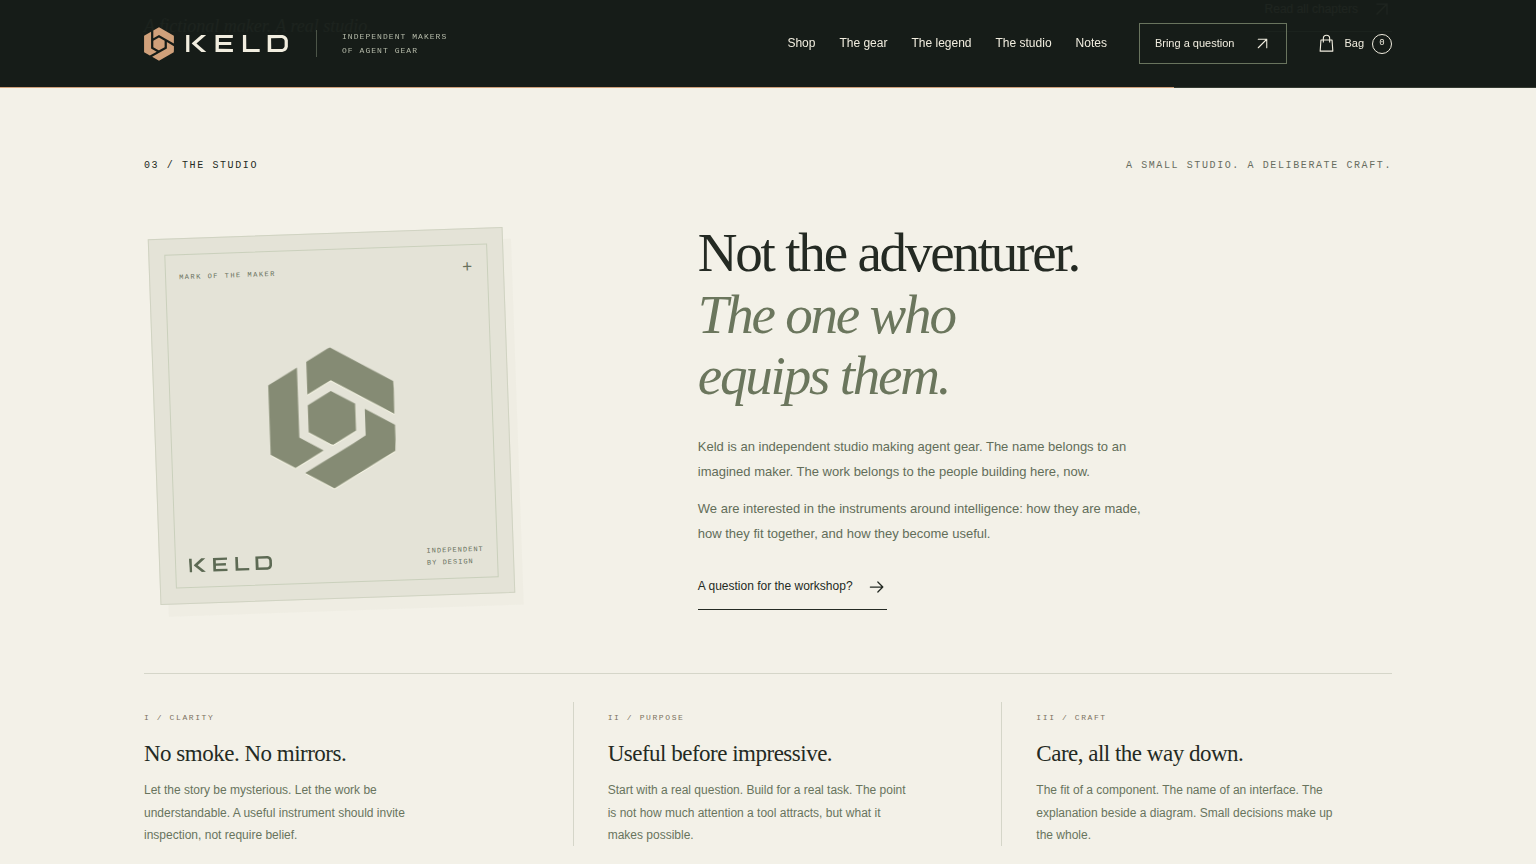 A fictional maker. A real studio.
Read all chapters
KELD
INDEPENDENT MAKERS
OF AGENT GEAR
Shop
The gear
The legend
The studio
Notes
Bring a question
Bag
0
03 / THE STUDIO
A SMALL STUDIO. A DELIBERATE CRAFT.
MARK OF THE MAKER
+
KELD
INDEPENDENT
BY DESIGN
Not the adventurer.
The one who
equips them.
Keld is an independent studio making agent gear. The name belongs to an
imagined maker. The work belongs to the people building here, now.
We are interested in the instruments around intelligence: how they are made,
how they fit together, and how they become useful.
A question for the workshop?
I / CLARITY
No smoke. No mirrors.
Let the story be mysterious. Let the work be
understandable. A useful instrument should invite
inspection, not require belief.
II / PURPOSE
Useful before impressive.
Start with a real question. Build for a real task. The point
is not how much attention a tool attracts, but what it
makes possible.
III / CRAFT
Care, all the way down.
The fit of a component. The name of an interface. The
explanation beside a diagram. Small decisions make up
the whole.